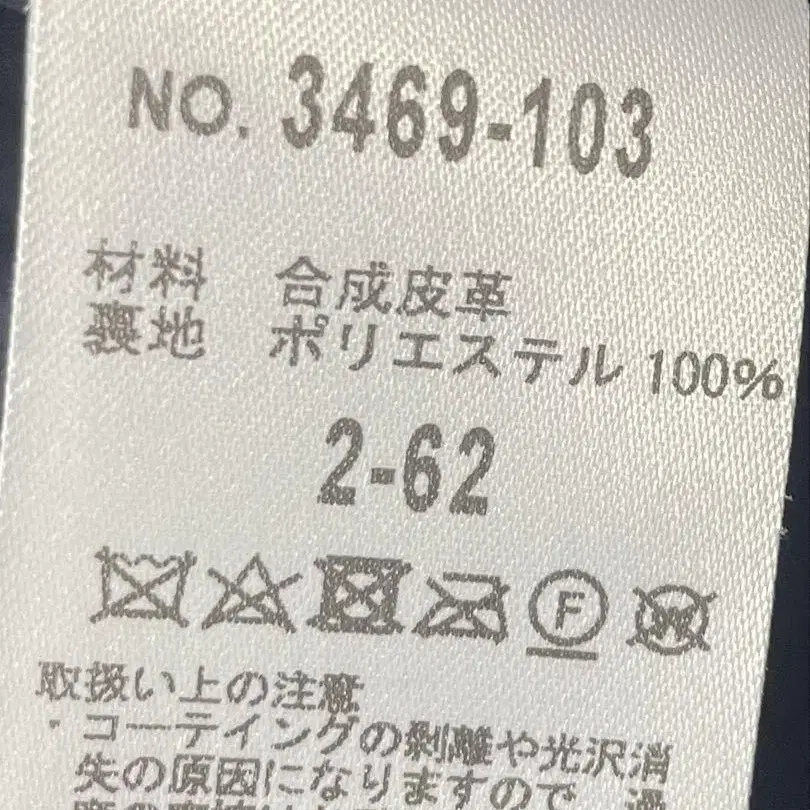 NO. 3469-103
材料 合成皮革
裏地 ポリエステル 100%
2-62
F W
取扱い上の注意
・コーティングの剥離や光沢消
失の原因になりますので、過